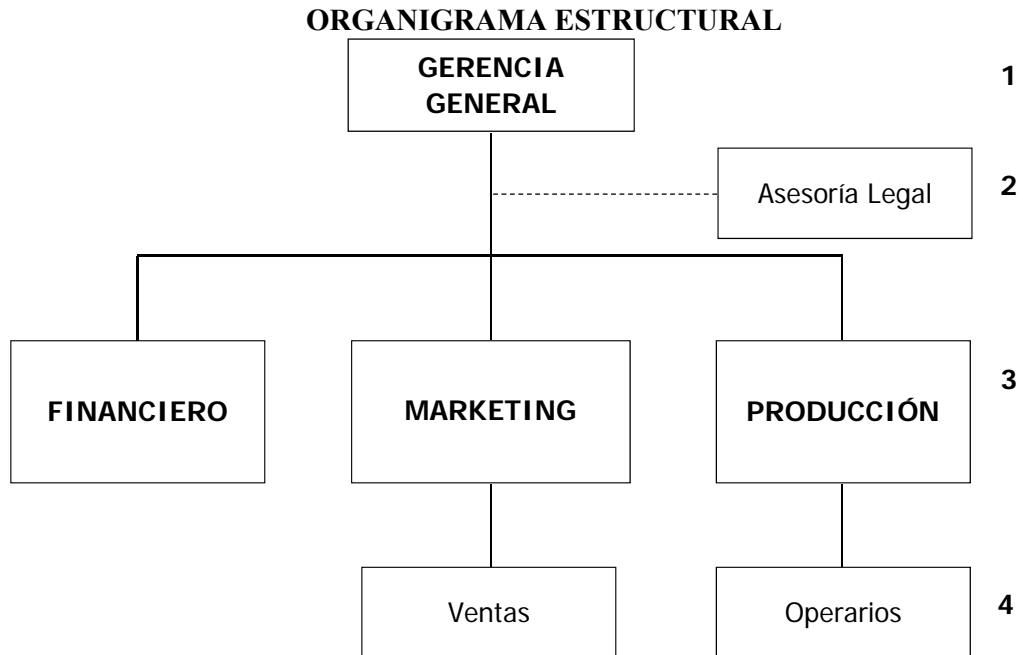 ORGANIGRAMA ESTRUCTURAL
GERENCIA
GENERAL
1
Asesoría Legal
2
FINANCIERO
MARKETING
PRODUCCIÓN
3
Ventas
Operarios
4